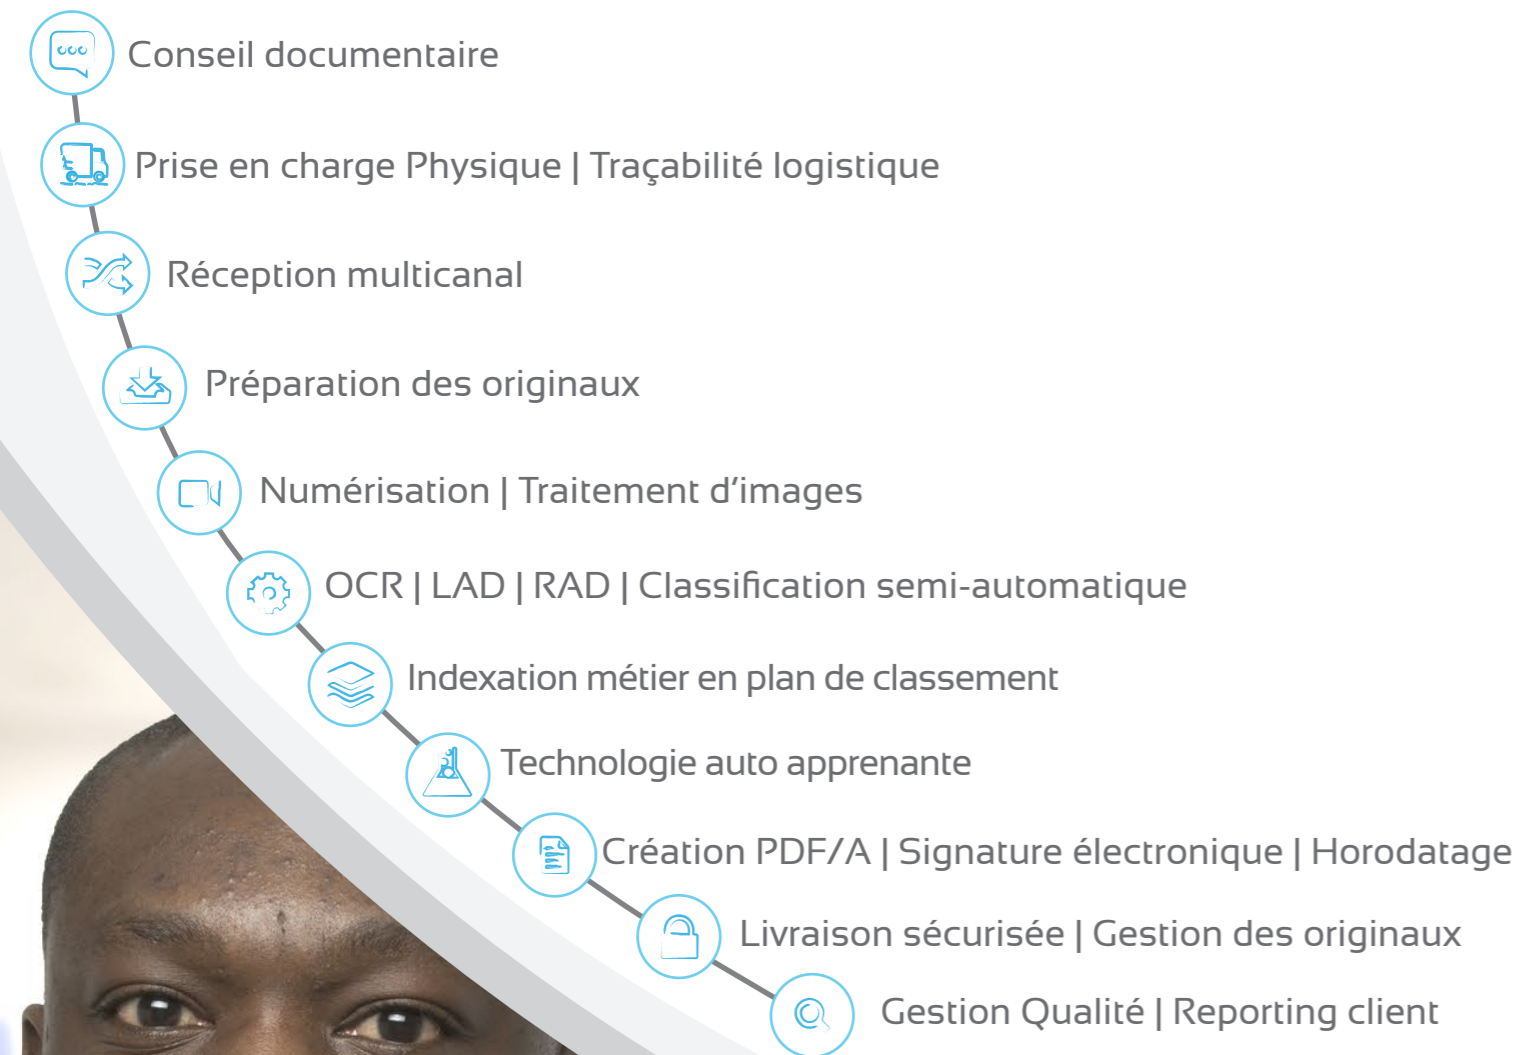 Conseil documentaire
Prise en charge Physique | Traçabilité logistique
Réception multicanal
Préparation des originaux
Numérisation | Traitement d’images
OCR | LAD | RAD | Classification semi-automatique
Indexation métier en plan de classement
Technologie auto apprenante
Création PDF/A | Signature électronique | Horodatage
Livraison sécurisée | Gestion des originaux
Gestion Qualité | Reporting client